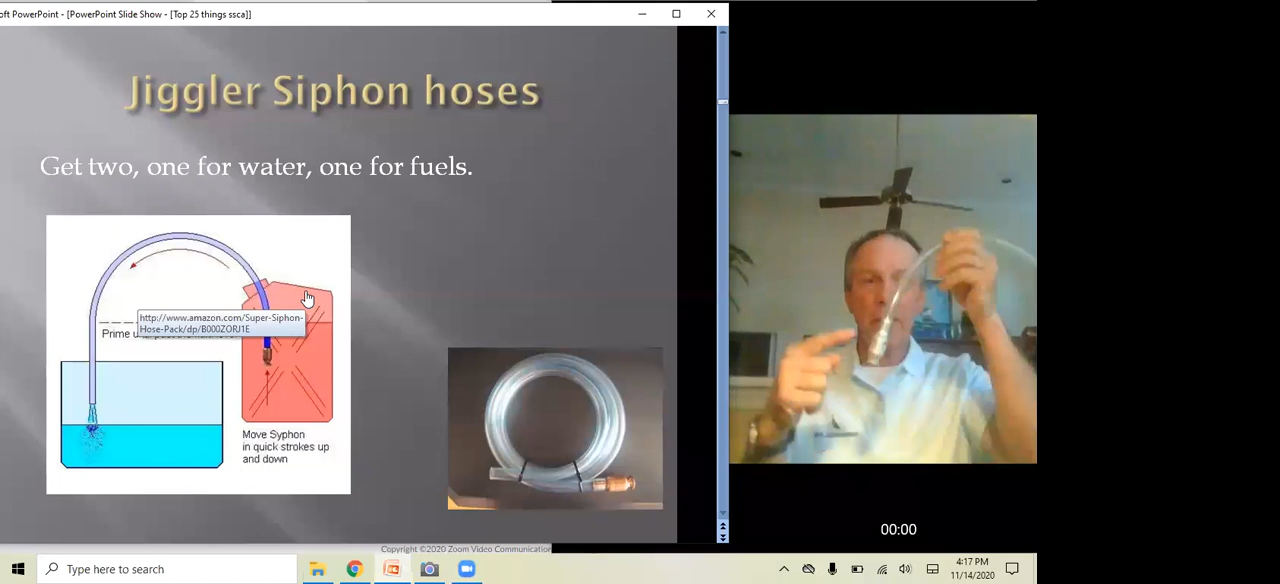 oft PowerPoint - [PowerPoint Slide Show - [Top 25 things ssca]]
Jiggler Siphon hoses
Get two, one for water, one for fuels.
http://www.amazon.com/Super-Siphon-
Hose-Pack/dp/B000ZORJ1E
Prime
Move Syphon
in quick strokes up
and down
00:00
Copyright ©2020 Zoom Video Communication
Type here to search
4:17 PM
11/14/2020